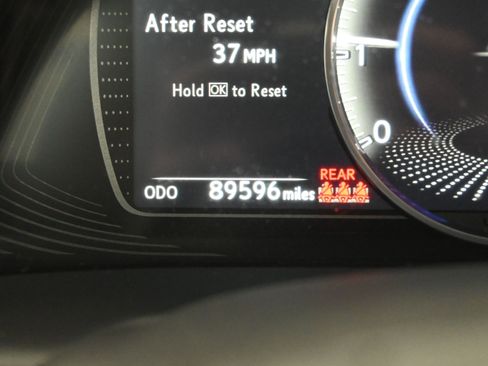 After Reset
37 MPH
Hold OK to Reset
1
0
REAR
ODO 89596 miles